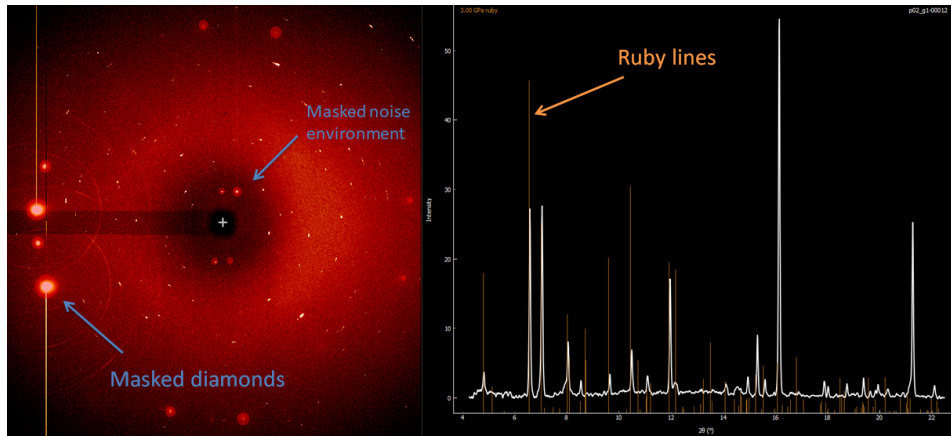 Masked noise
environment
Masked diamonds
3.00 GPa ruby
p02_g1-00012
Ruby lines
Intensity
50
40
30
20
10
0
4 6 8 10 12 14 16 18 20 22
2θ (°)